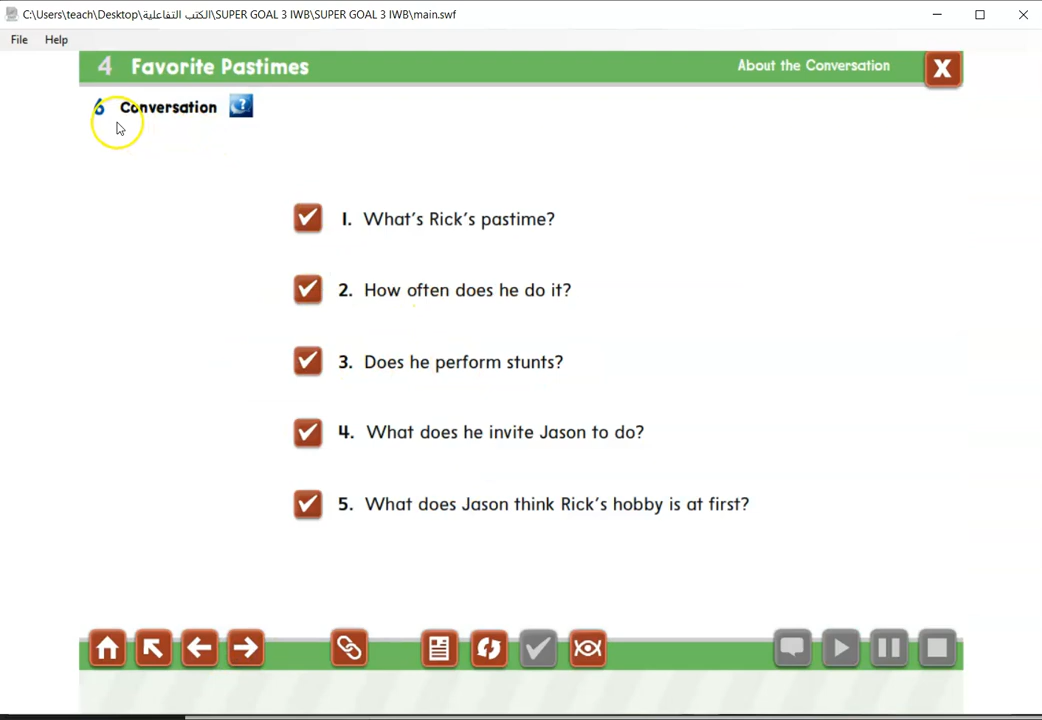 C:\Users\teach\Desktop\الكتب التفاعلية\SUPER GOAL 3 IWB\SUPER GOAL 3 IWB\main.swf
File Help
4 Favorite Pastimes
About the Conversation
X
6 Conversation ?
1. What's Rick's pastime?
2. How often does he do it?
3. Does he perform stunts?
4. What does he invite Jason to do?
5. What does Jason think Rick's hobby is at first?